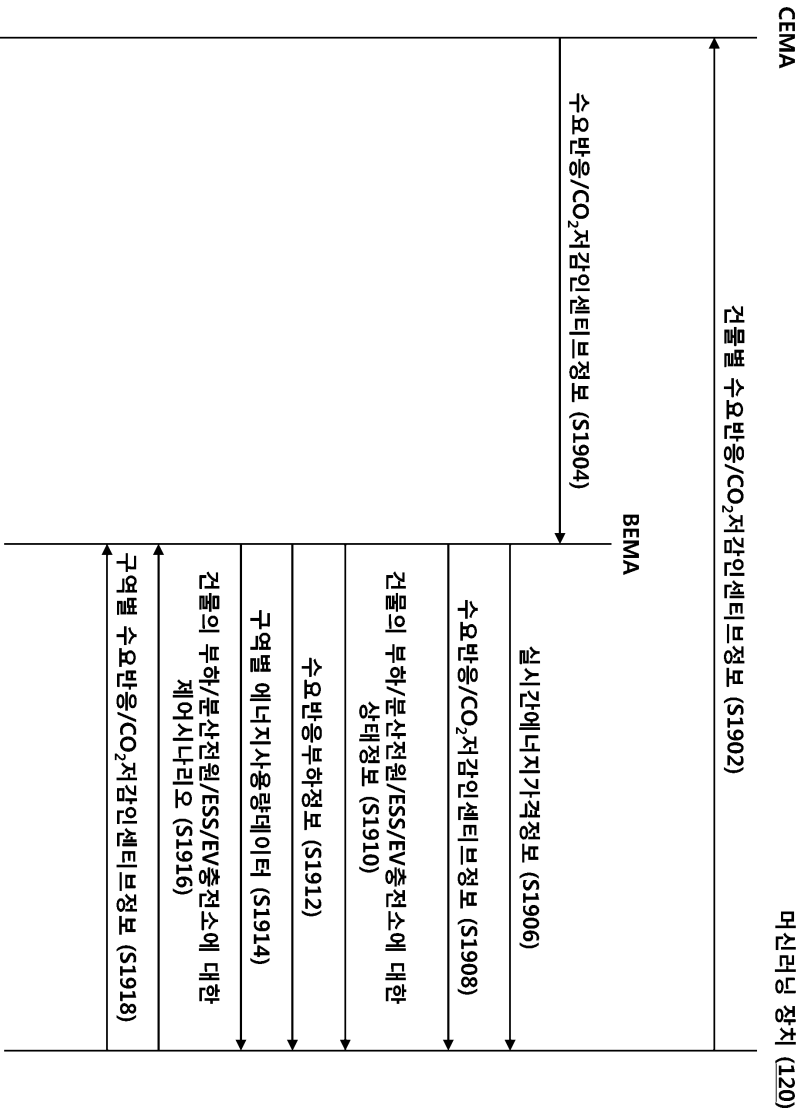 CEMA
머신러닝 장치 (120)
건물별 수요반응/CO₂저감인센티브정보 (S1902)
BEMA
수요반응/CO₂저감인센티브정보 (S1904)
실시간에너지가격정보 (S1906)
수요반응/CO₂저감인센티브정보 (S1908)
건물의 부하/분산전원/ESS/EV충전소에 대한
상태정보 (S1910)
수요반응부하정보 (S1912)
구역별 에너지사용량데이터 (S1914)
건물의 부하/분산전원/ESS/EV충전소에 대한
제어시나리오 (S1916)
구역별 수요반응/CO₂저감인센티브정보 (S1918)